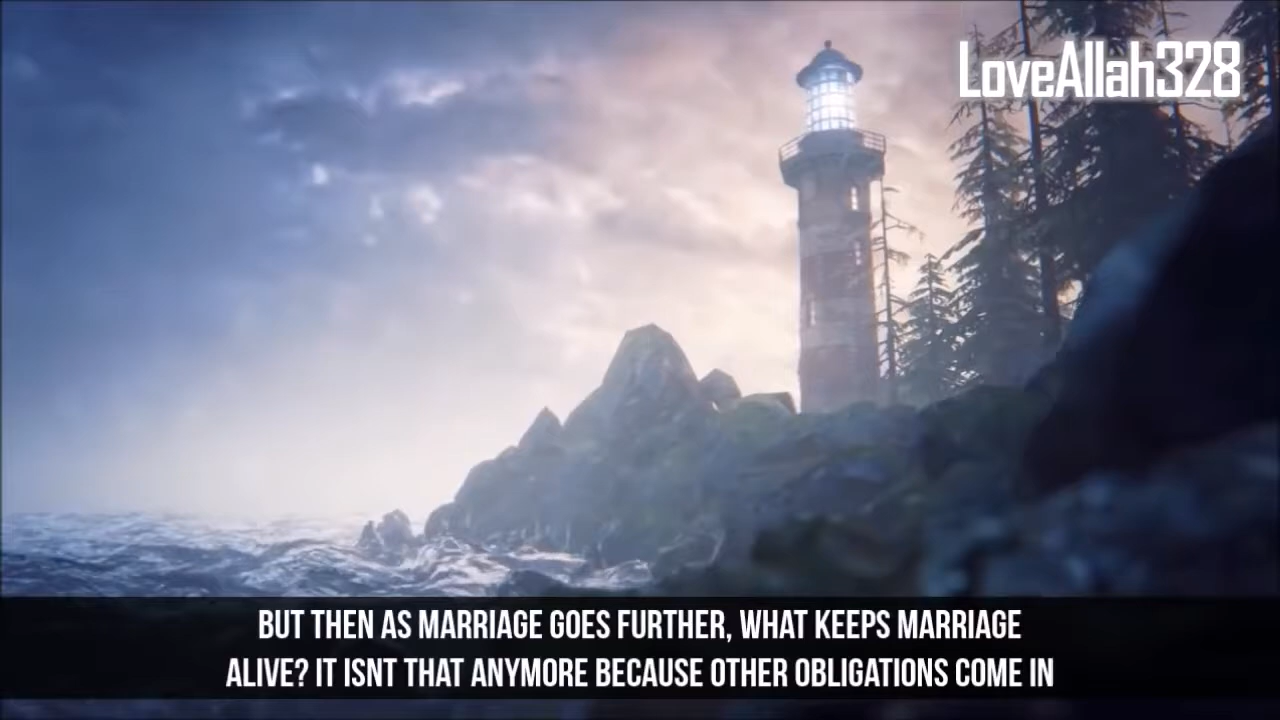 LoveAllah328
BUT THEN AS MARRIAGE GOES FURTHER, WHAT KEEPS MARRIAGE
ALIVE? IT ISNT THAT ANYMORE BECAUSE OTHER OBLIGATIONS COME IN